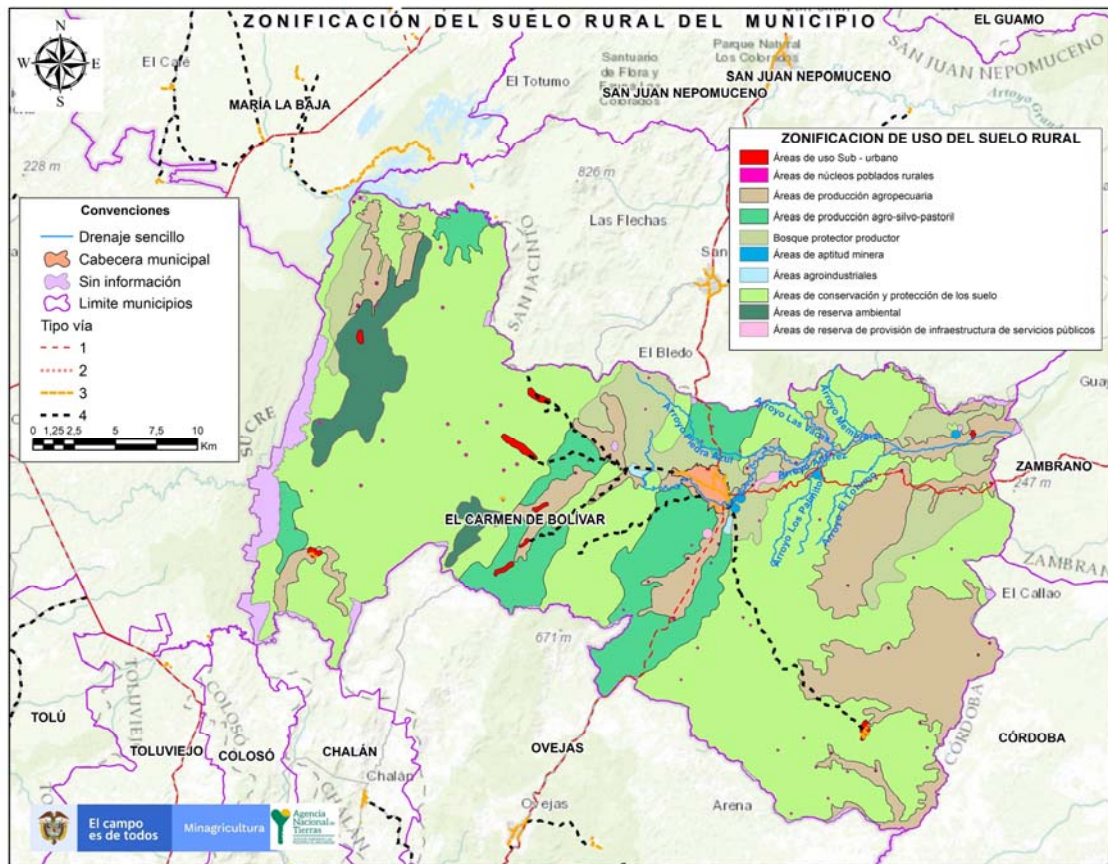 ZONIFICACIÓN DEL SUELO RURAL DEL MUNICIPIO
N
W E
S
EL GUAMO
El Café
El Totumo
Santuario
de Flora y
Fauna Los
Colorados
Parque Natural
Los Colorados
SAN JUAN NEPOMUCENO
SAN JUAN NEPOMUCENO
SAN JUAN NEPOMUCENO
MARÍA LA BAJA
228 m
826 m
Las Flechas
San
SAN JACINTO
El Bledo
ZONIFICACION DE USO DEL SUELO RURAL
Áreas de uso Sub - urbano
Áreas de núcleos poblados rurales
Áreas de producción agropecuaria
Áreas de producción agro-silvo-pastoril
Bosque protector productor
Áreas de aptitud minera
Áreas agroindustriales
Áreas de conservación y protección de los suelo
Áreas de reserva ambiental
Áreas de reserva de provisión de infraestructura de servicios públicos
Convenciones
Drenaje sencillo
Cabecera municipal
Sin información
Limite municipios
Tipo vía
1
2
3
4
0 1,25 2,5 5 7,5 10
Km
SUCRE
Arroyo Piedra Azul
Arroyo Las Vacas
Arroyo El Totumo
ZAMBRANO
247 m
ZAMBRAN
EL CARMEN DE BOLÍVAR
El Callao
671 m
CÓRDOBA
CÓRDOBA
TOLÚ
TOLUVIEJO
TOLUVIEJO
COLOSÓ
COLOSÓ
CHALÁN
Chalán
CHALÁN
OVEJAS
Ovejas
Arena
El campo
es de todos
Minagricultura
Agencia
Nacional de
Tierras